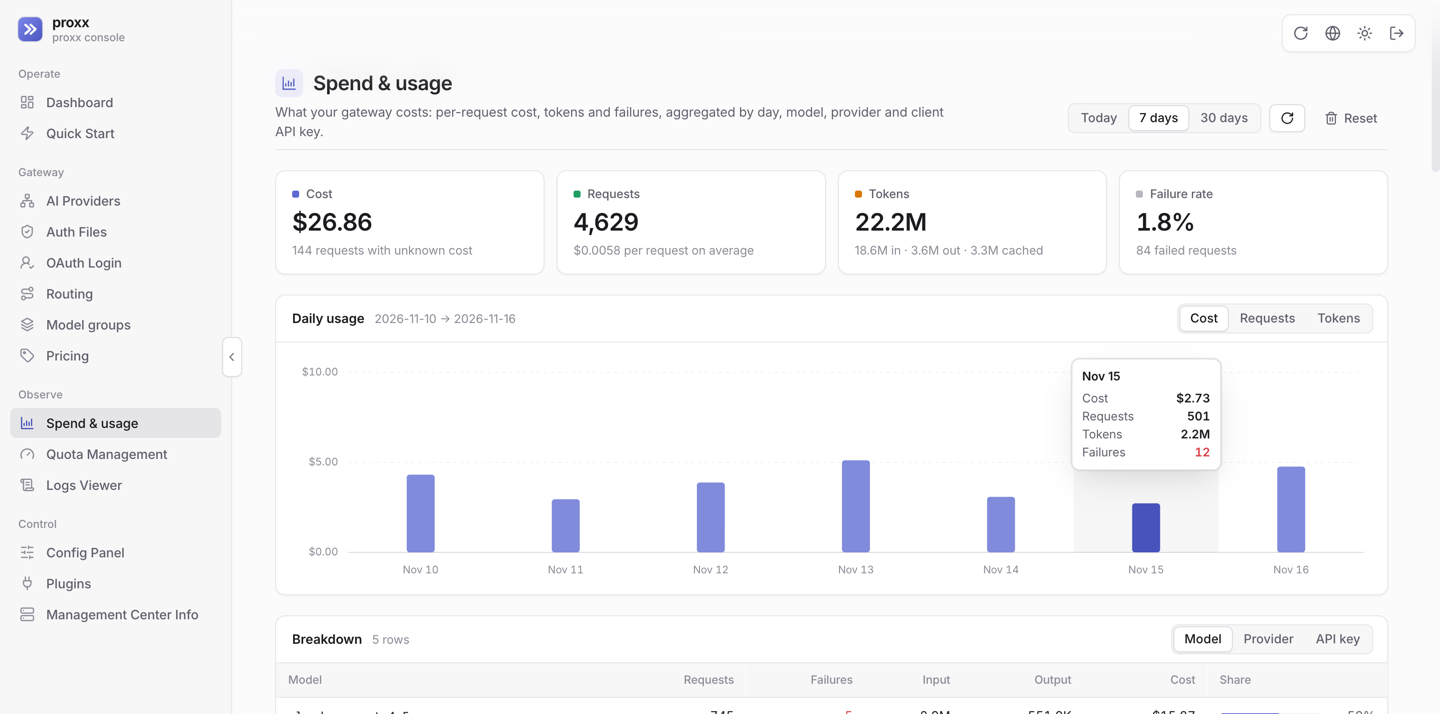 proxx
proxx console
Operate
Dashboard
Quick Start
Gateway
AI Providers
Auth Files
OAuth Login
Routing
Model groups
Pricing
Observe
Spend & usage
Quota Management
Logs Viewer
Control
Config Panel
Plugins
Management Center Info
Spend & usage
What your gateway costs: per-request cost, tokens and failures, aggregated by day, model, provider and client
API key.
Today 7 days 30 days Reset
Cost
$26.86
144 requests with unknown cost
Requests
4,629
$0.0058 per request on average
Tokens
22.2M
18.6M in · 3.6M out · 3.3M cached
Failure rate
1.8%
84 failed requests
Daily usage 2026-11-10 → 2026-11-16
Cost Requests Tokens
$10.00
$5.00
$0.00
Nov 15
Cost $2.73
Requests 501
Tokens 2.2M
Failures 12
Nov 10 Nov 11 Nov 12 Nov 13 Nov 14 Nov 15 Nov 16
Breakdown 5 rows
Model Provider API key
Model Requests Failures Input Output Cost Share